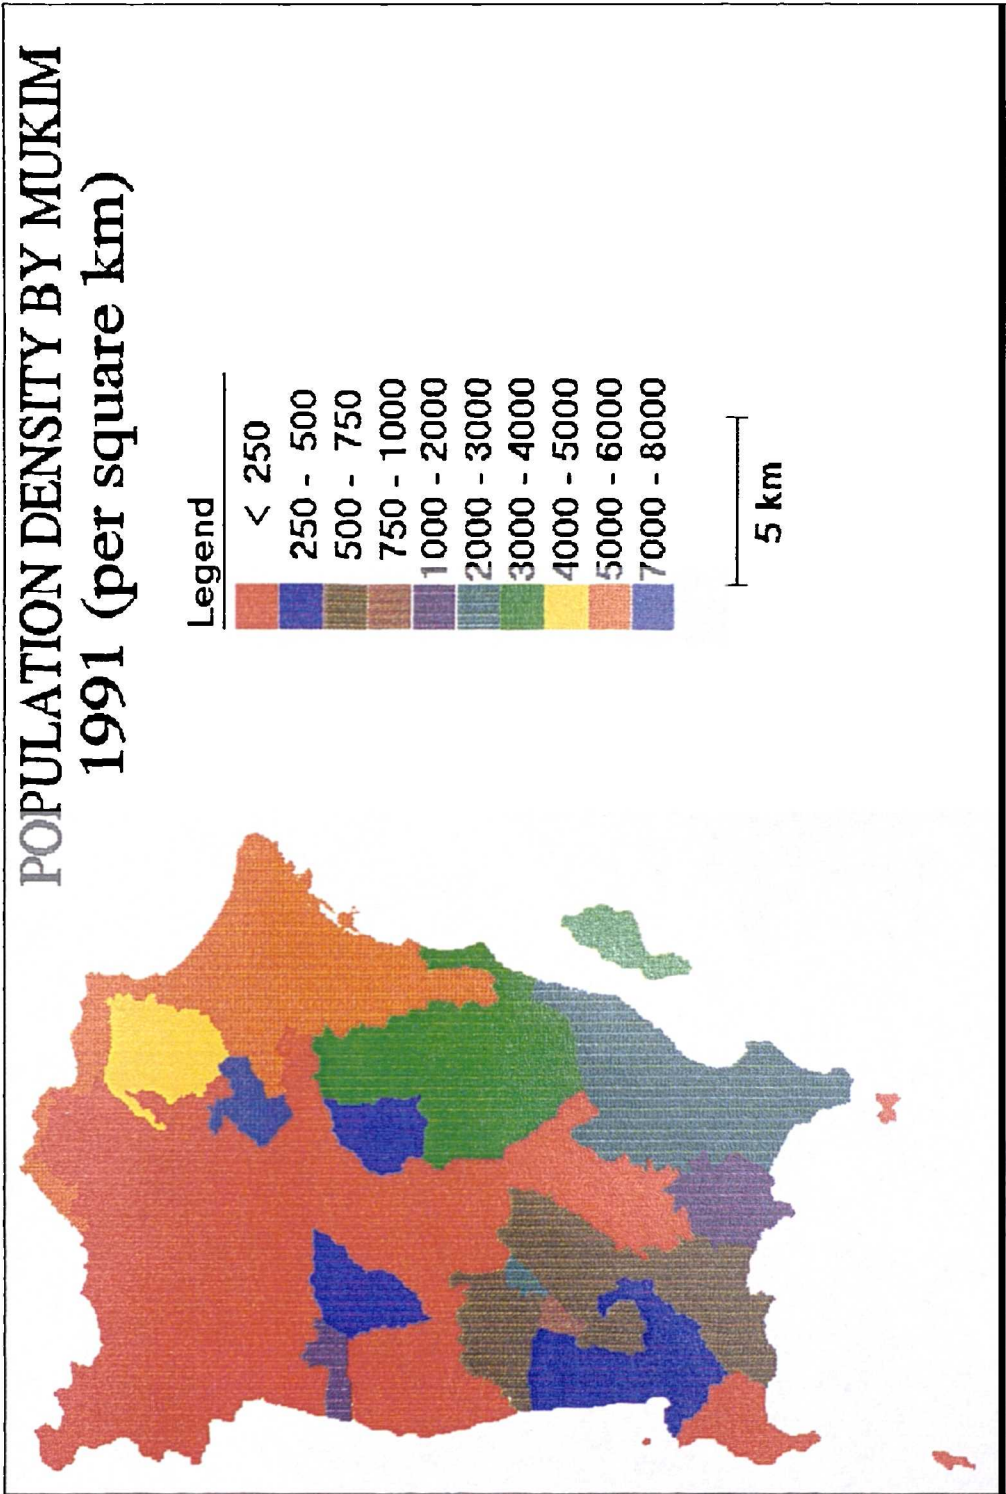 POPULATION DENSITY BY MUKIM
1991 (per square km)
Legend
< 250
250 - 500
500 - 750
750 - 1000
1000 - 2000
2000 - 3000
3000 - 4000
4000 - 5000
5000 - 6000
7000 - 8000
5 km